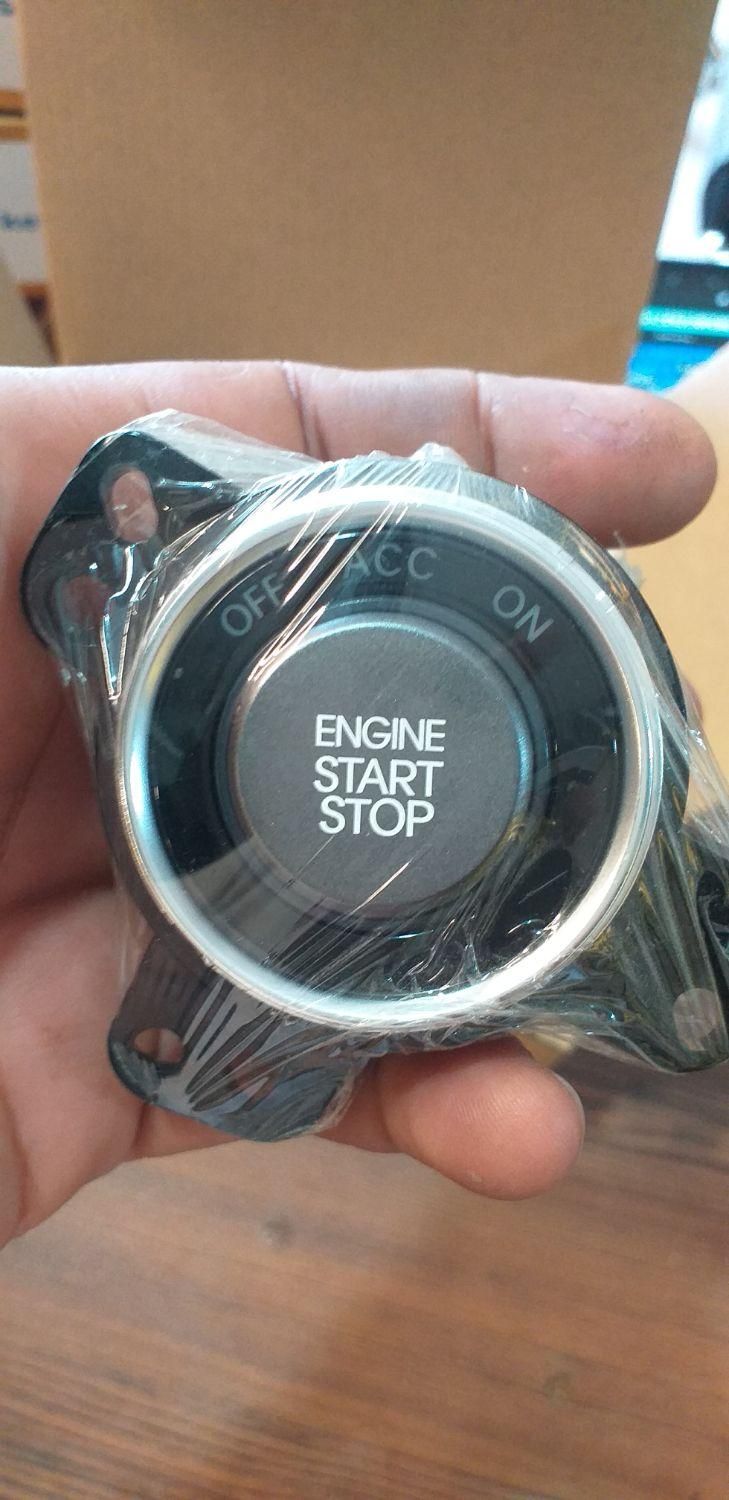 OFF ACC ON
ENGINE
START
STOP